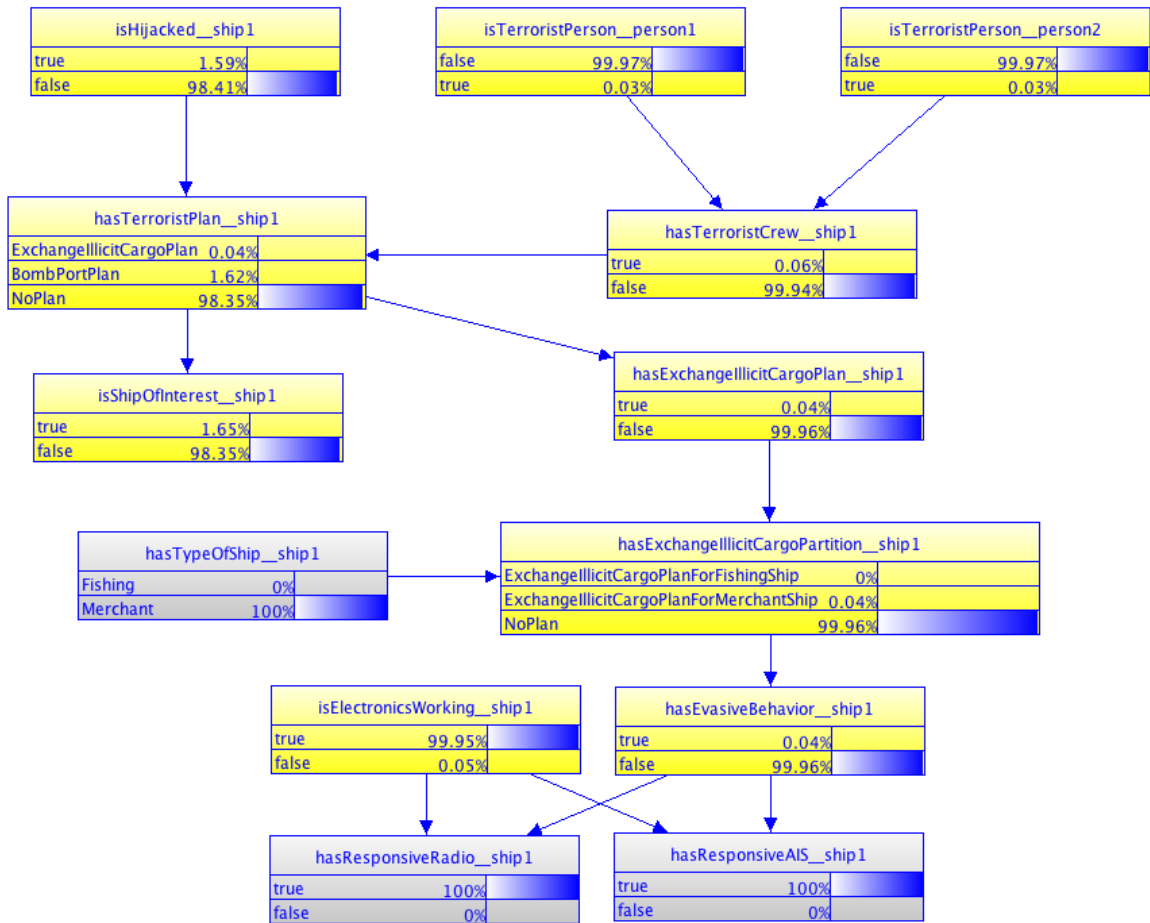 isHijacked__ship1
true 1.59%
false 98.41%
isTerroristPerson__person1
false 99.97%
true 0.03%
isTerroristPerson__person2
false 99.97%
true 0.03%
hasTerroristPlan__ship1
ExchangeIllicitCargoPlan 0.04%
BombPortPlan 1.62%
NoPlan 98.35%
hasTerroristCrew__ship1
true 0.06%
false 99.94%
isShipOfInterest__ship1
true 1.65%
false 98.35%
hasExchangeIllicitCargoPlan__ship1
true 0.04%
false 99.96%
hasTypeOfShip__ship1
Fishing 0%
Merchant 100%
hasExchangeIllicitCargoPartition__ship1
ExchangeIllicitCargoPlanForFishingShip 0%
ExchangeIllicitCargoPlanForMerchantShip 0.04%
NoPlan 99.96%
isElectronicsWorking__ship1
true 99.95%
false 0.05%
hasEvasiveBehavior__ship1
true 0.04%
false 99.96%
hasResponsiveRadio__ship1
true 100%
false 0%
hasResponsiveAIS__ship1
true 100%
false 0%